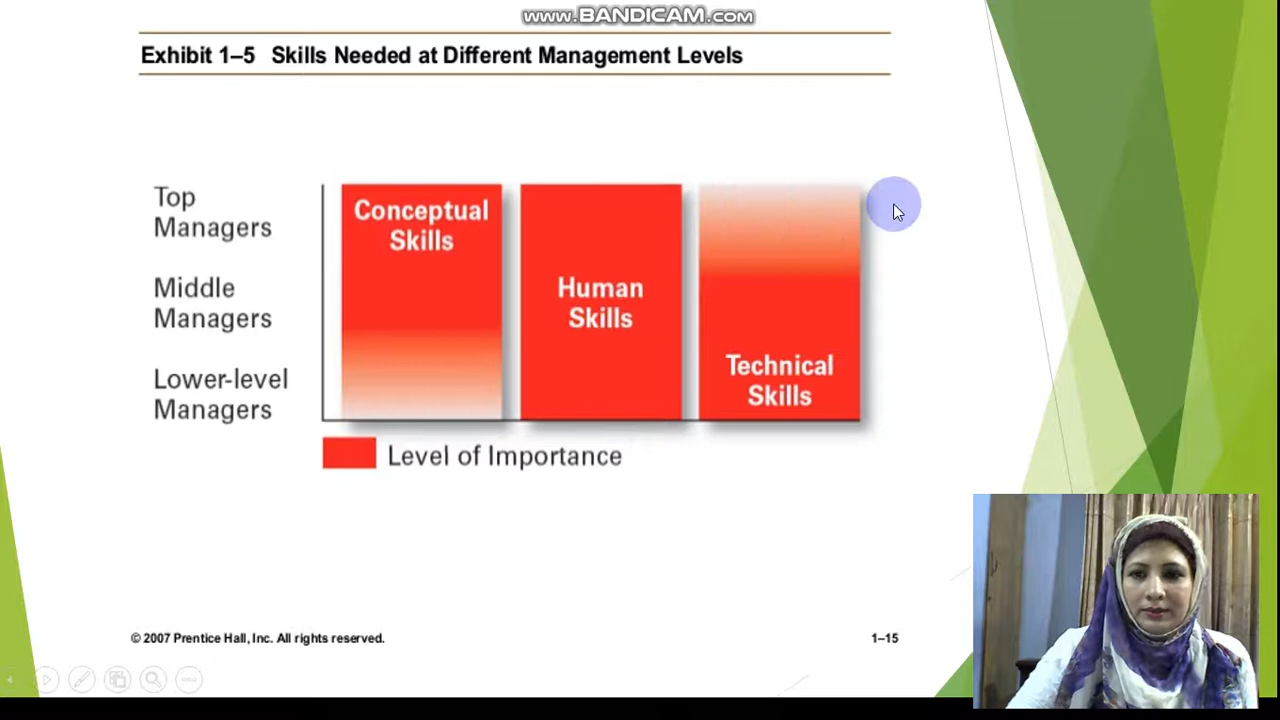 www.BANDICAM.com
Exhibit 1–5 Skills Needed at Different Management Levels
Top
Managers
Middle
Managers
Lower-level
Managers
Conceptual
Skills
Human
Skills
Technical
Skills
Level of Importance
© 2007 Prentice Hall, Inc. All rights reserved.
1–15